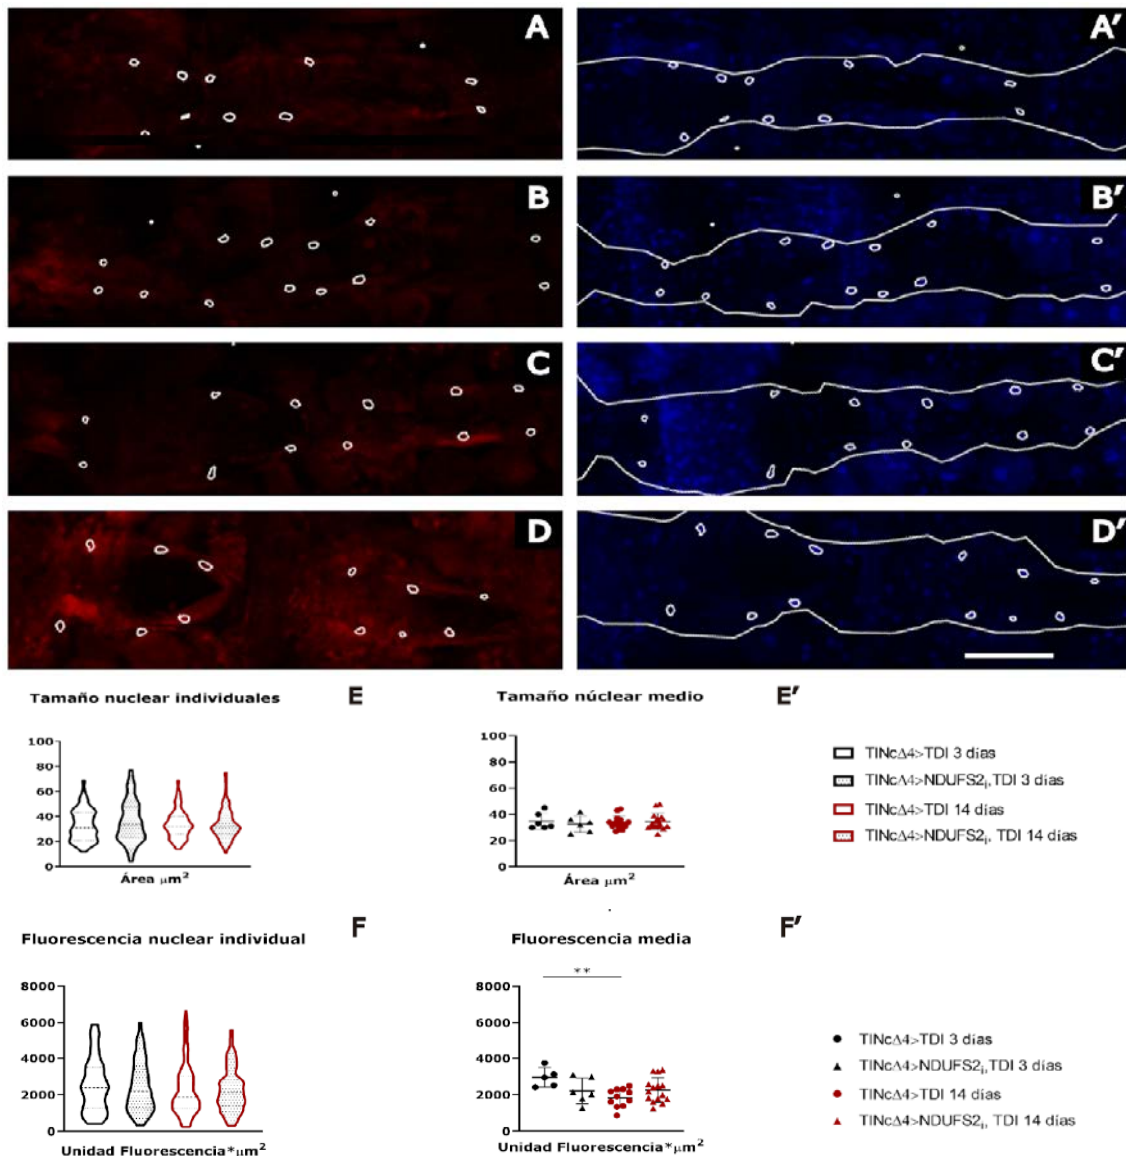 A
A'
B
B'
C
C'
D
D'
Tamaño nuclear individuales
E
Tamaño núclear medio
E'
100
80
60
40
20
0
Área μm²
100
80
60
40
20
0
Área μm²
TINcΔ4>TDI 3 días
TINcΔ4>NDUFS2ᵢ,TDI 3 días
TINcΔ4>TDI 14 días
TINcΔ4>NDUFS2ᵢ, TDI 14 días
Fluorescencia nuclear individual
F
Fluorescencia media
F'
8000
6000
4000
2000
0
Unidad Fluorescencia*μm²
**
8000
6000
4000
2000
0
Unidad Fluorescencia*μm²
TINcΔ4>TDI 3 días
TINcΔ4>NDUFS2ᵢ,TDI 3 días
TINcΔ4>TDI 14 días
TINcΔ4>NDUFS2ᵢ, TDI 14 días